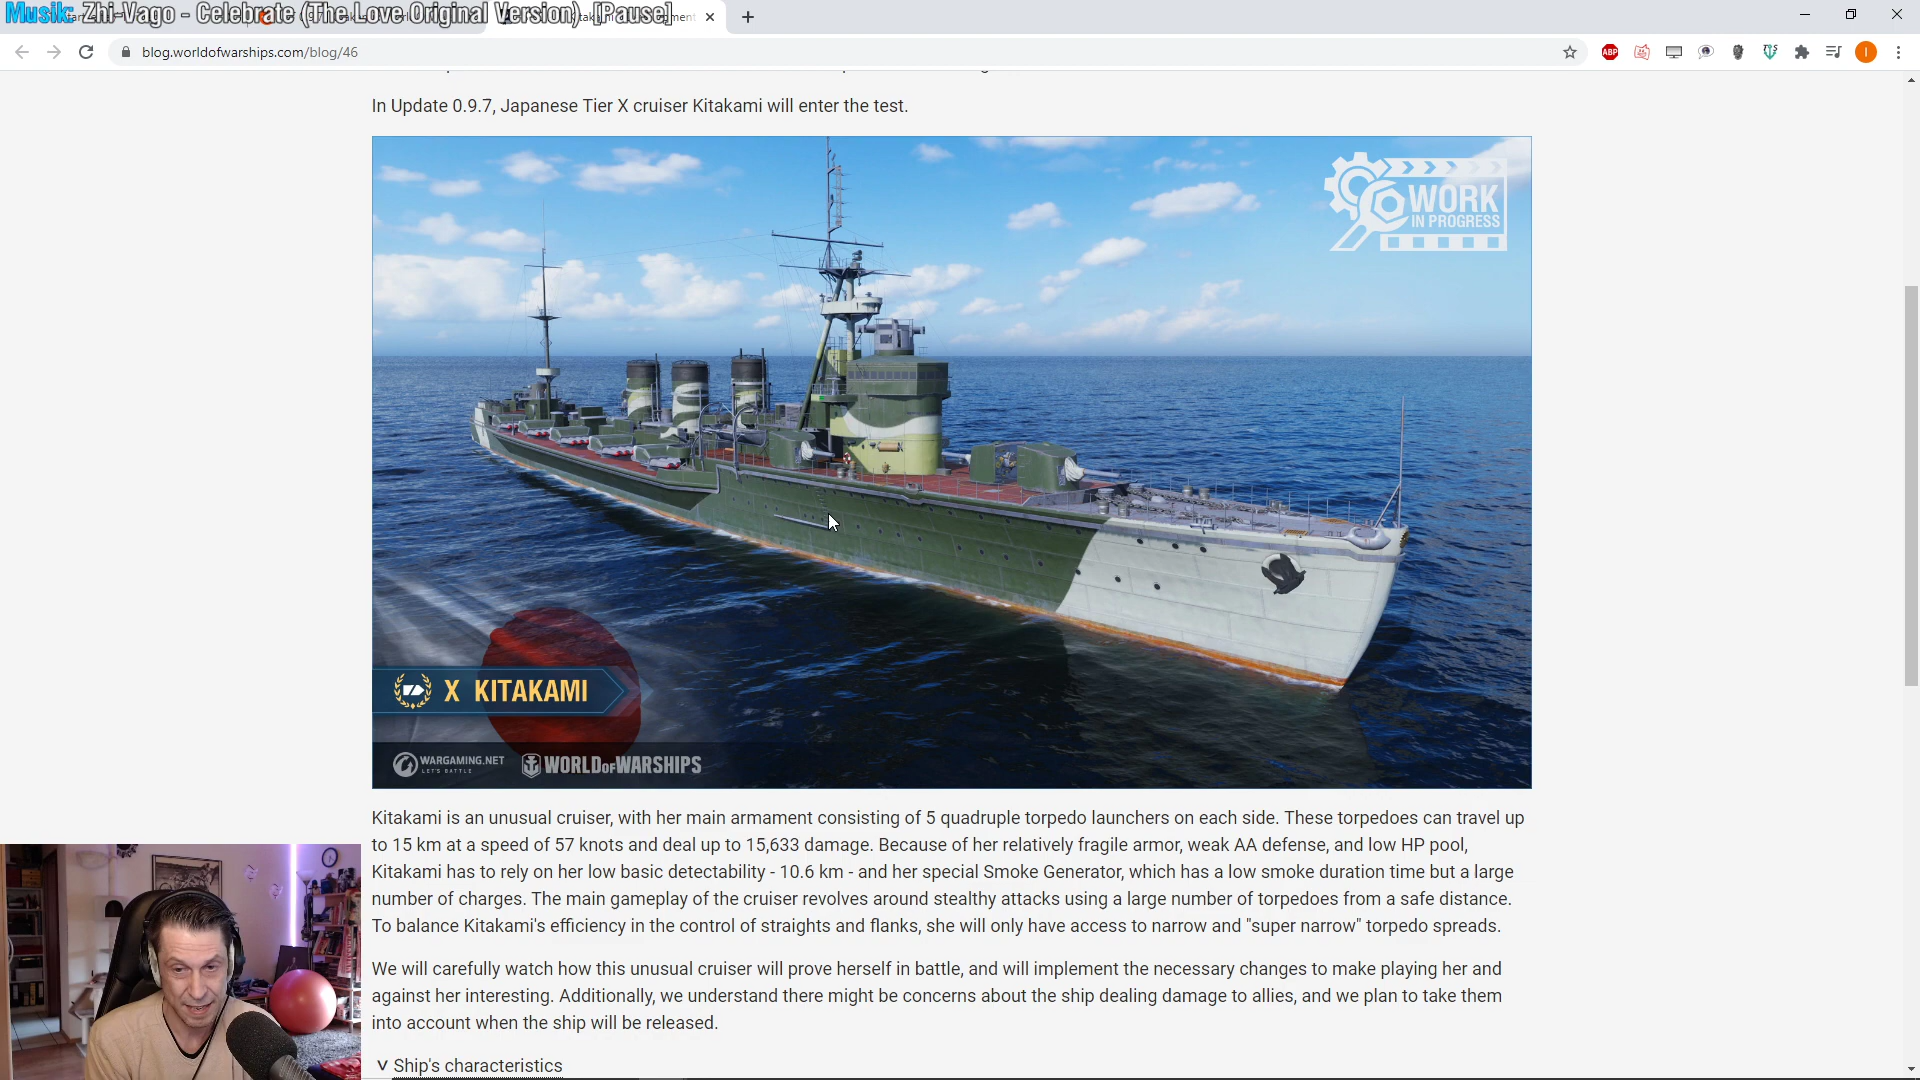 Musik: Zhi-Vago - Celebrate (The Love Original Version) - [Pause]
blog.worldofwarships.com/blog/46
ABP
I
In Update 0.9.7, Japanese Tier X cruiser Kitakami will enter the test.
WORK
IN PROGRESS
X KITAKAMI
WARGAMING.NET
LET'S BATTLE
WORLD OF WARSHIPS
Kitakami is an unusual cruiser, with her main armament consisting of 5 quadruple torpedo launchers on each side. These torpedoes can travel up
to 15 km at a speed of 57 knots and deal up to 15,633 damage. Because of her relatively fragile armor, weak AA defense, and low HP pool,
Kitakami has to rely on her low basic detectability - 10.6 km - and her special Smoke Generator, which has a low smoke duration time but a large
number of charges. The main gameplay of the cruiser revolves around stealthy attacks using a large number of torpedoes from a safe distance.
To balance Kitakami's efficiency in the control of straights and flanks, she will only have access to narrow and "super narrow" torpedo spreads.
We will carefully watch how this unusual cruiser will prove herself in battle, and will implement the necessary changes to make playing her and
against her interesting. Additionally, we understand there might be concerns about the ship dealing damage to allies, and we plan to take them
into account when the ship will be released.
Ship's characteristics